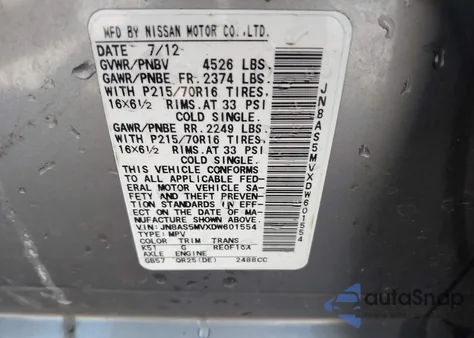 MFD BY NISSAN MOTOR CO.,LTD.
DATE 7/12
GVWR/PNBV 4526 LBS.
GAWR/PNBE FR. 2374 LBS.
WITH P215/70R16 TIRES,
16X6½ RIMS.AT 33 PSI
COLD SINGLE.
GAWR/PNBE RR. 2249 LBS.
WITH P215/70R16 TIRES,
16X6½ RIMS.AT 33 PSI
COLD SINGLE.
THIS VEHICLE CONFORMS
TO ALL APPLICABLE FED-
ERAL MOTOR VEHICLE SA-
FETY AND THEFT PREVEN-
TION STANDARDS IN EFF-
ECT ON THE DATE OF MA-
NUFACTURE SHOWN ABOVE.
V.IN: JN8AS5MVXDW601554
TYPE: MPV
COLOR TRIM TRANS
K51 G RE0F10A
AXLE ENGINE
GB57 QR25(DE) 2488CC
JN8AS5MVXDW601554
autoSnap